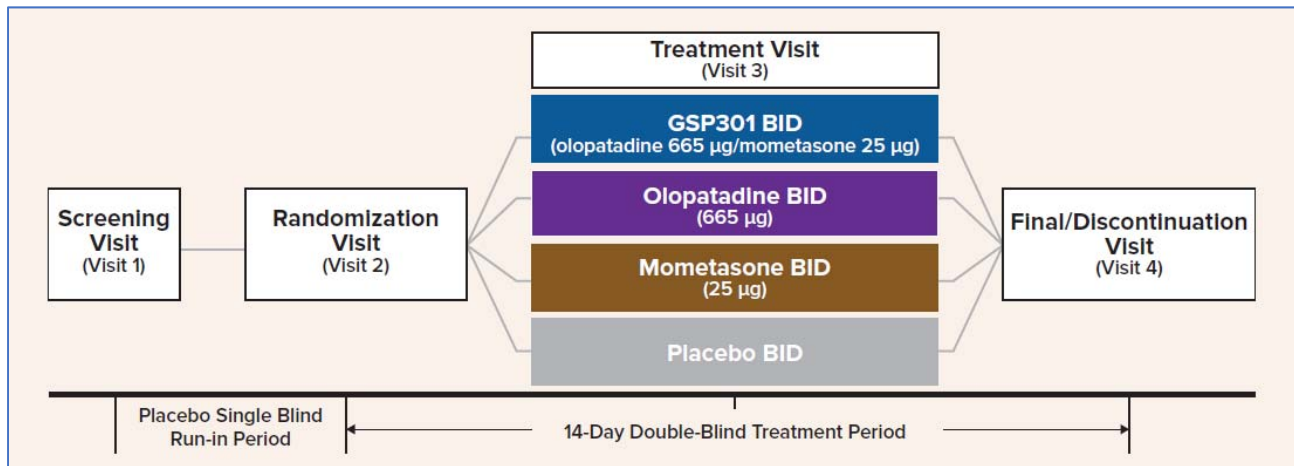 Treatment Visit
(Visit 3)
GSP301 BID
(olopatadine 665 µg/mometasone 25 µg)
Olopatadine BID
(665 µg)
Mometasone BID
(25 µg)
Placebo BID
Screening
Visit
(Visit 1)
Randomization
Visit
(Visit 2)
Final/Discontinuation
Visit
(Visit 4)
Placebo Single Blind
Run-in Period
14-Day Double-Blind Treatment Period